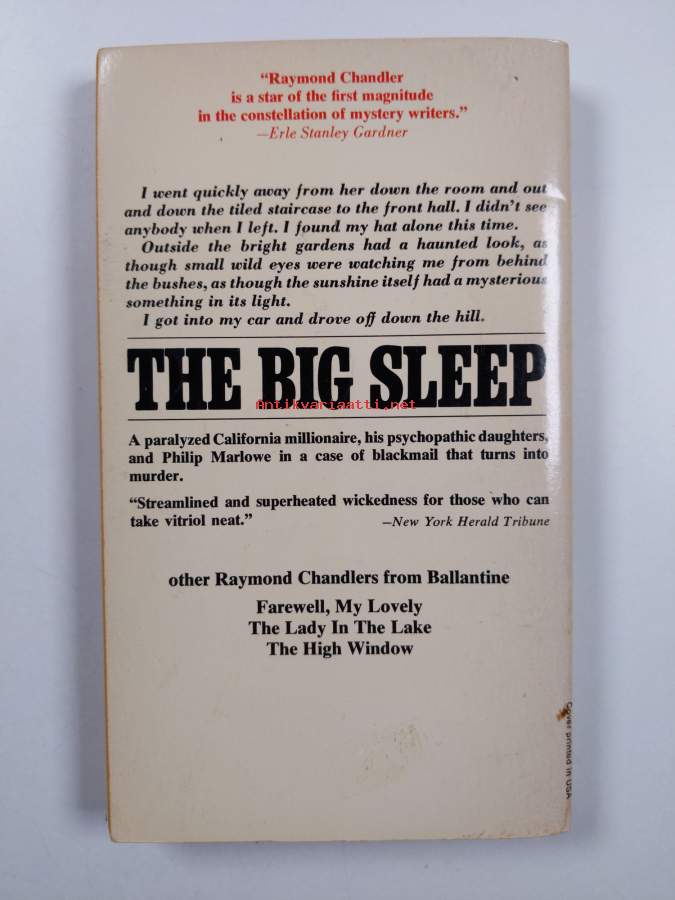 “Raymond Chandler
is a star of the first magnitude
in the constellation of mystery writers.”
—Erle Stanley Gardner
I went quickly away from her down the room and out
and down the tiled staircase to the front hall. I didn’t see
anybody when I left. I found my hat alone this time.
Outside the bright gardens had a haunted look, as
though small wild eyes were watching me from behind
the bushes, as though the sunshine itself had a mysterious
something in its light.
I got into my car and drove off down the hill.
THE BIG SLEEP
Antikvariaatti.net
A paralyzed California millionaire, his psychopathic daughters,
and Philip Marlowe in a case of blackmail that turns into
murder.
“Streamlined and superheated wickedness for those who can
take vitriol neat.” —New York Herald Tribune
other Raymond Chandlers from Ballantine
Farewell, My Lovely
The Lady In The Lake
The High Window
Cover printed in USA